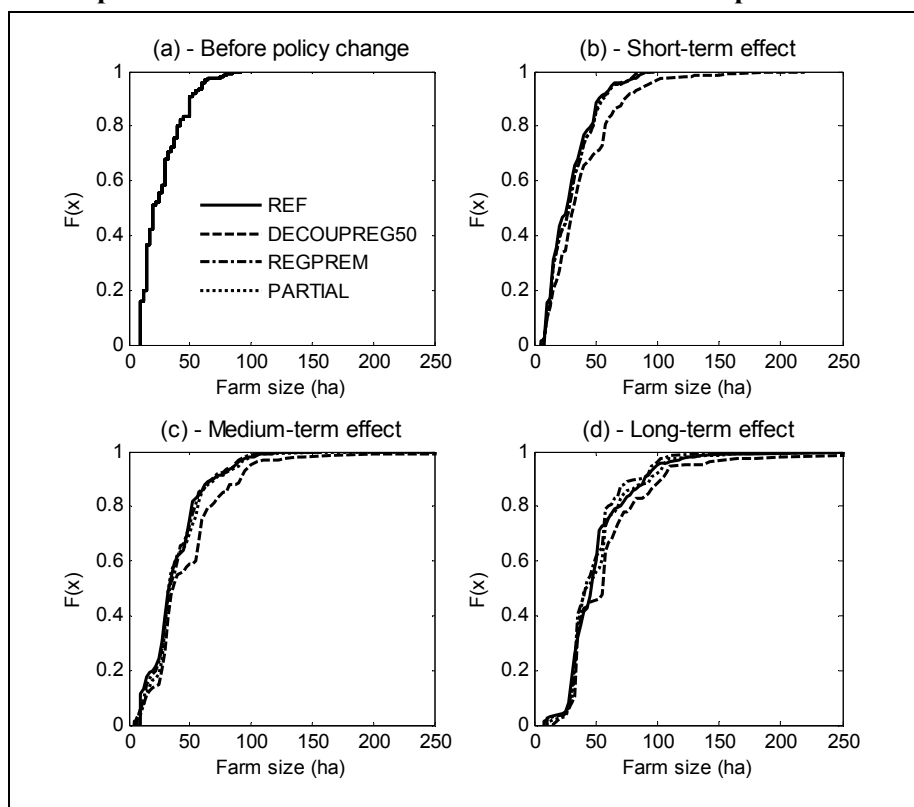 (a) - Before policy change
1
0.8
0.6
0.4
0.2
0
F(x)
REF
DECOUPREG50
REGPREM
PARTIAL
0 50 100 150 200 250
Farm size (ha)
(b) - Short-term effect
1
0.8
0.6
0.4
0.2
0
F(x)
0 50 100 150 200 250
Farm size (ha)
(c) - Medium-term effect
1
0.8
0.6
0.4
0.2
0
F(x)
0 50 100 150 200 250
Farm size (ha)
(d) - Long-term effect
1
0.8
0.6
0.4
0.2
0
F(x)
0 50 100 150 200 250
Farm size (ha)